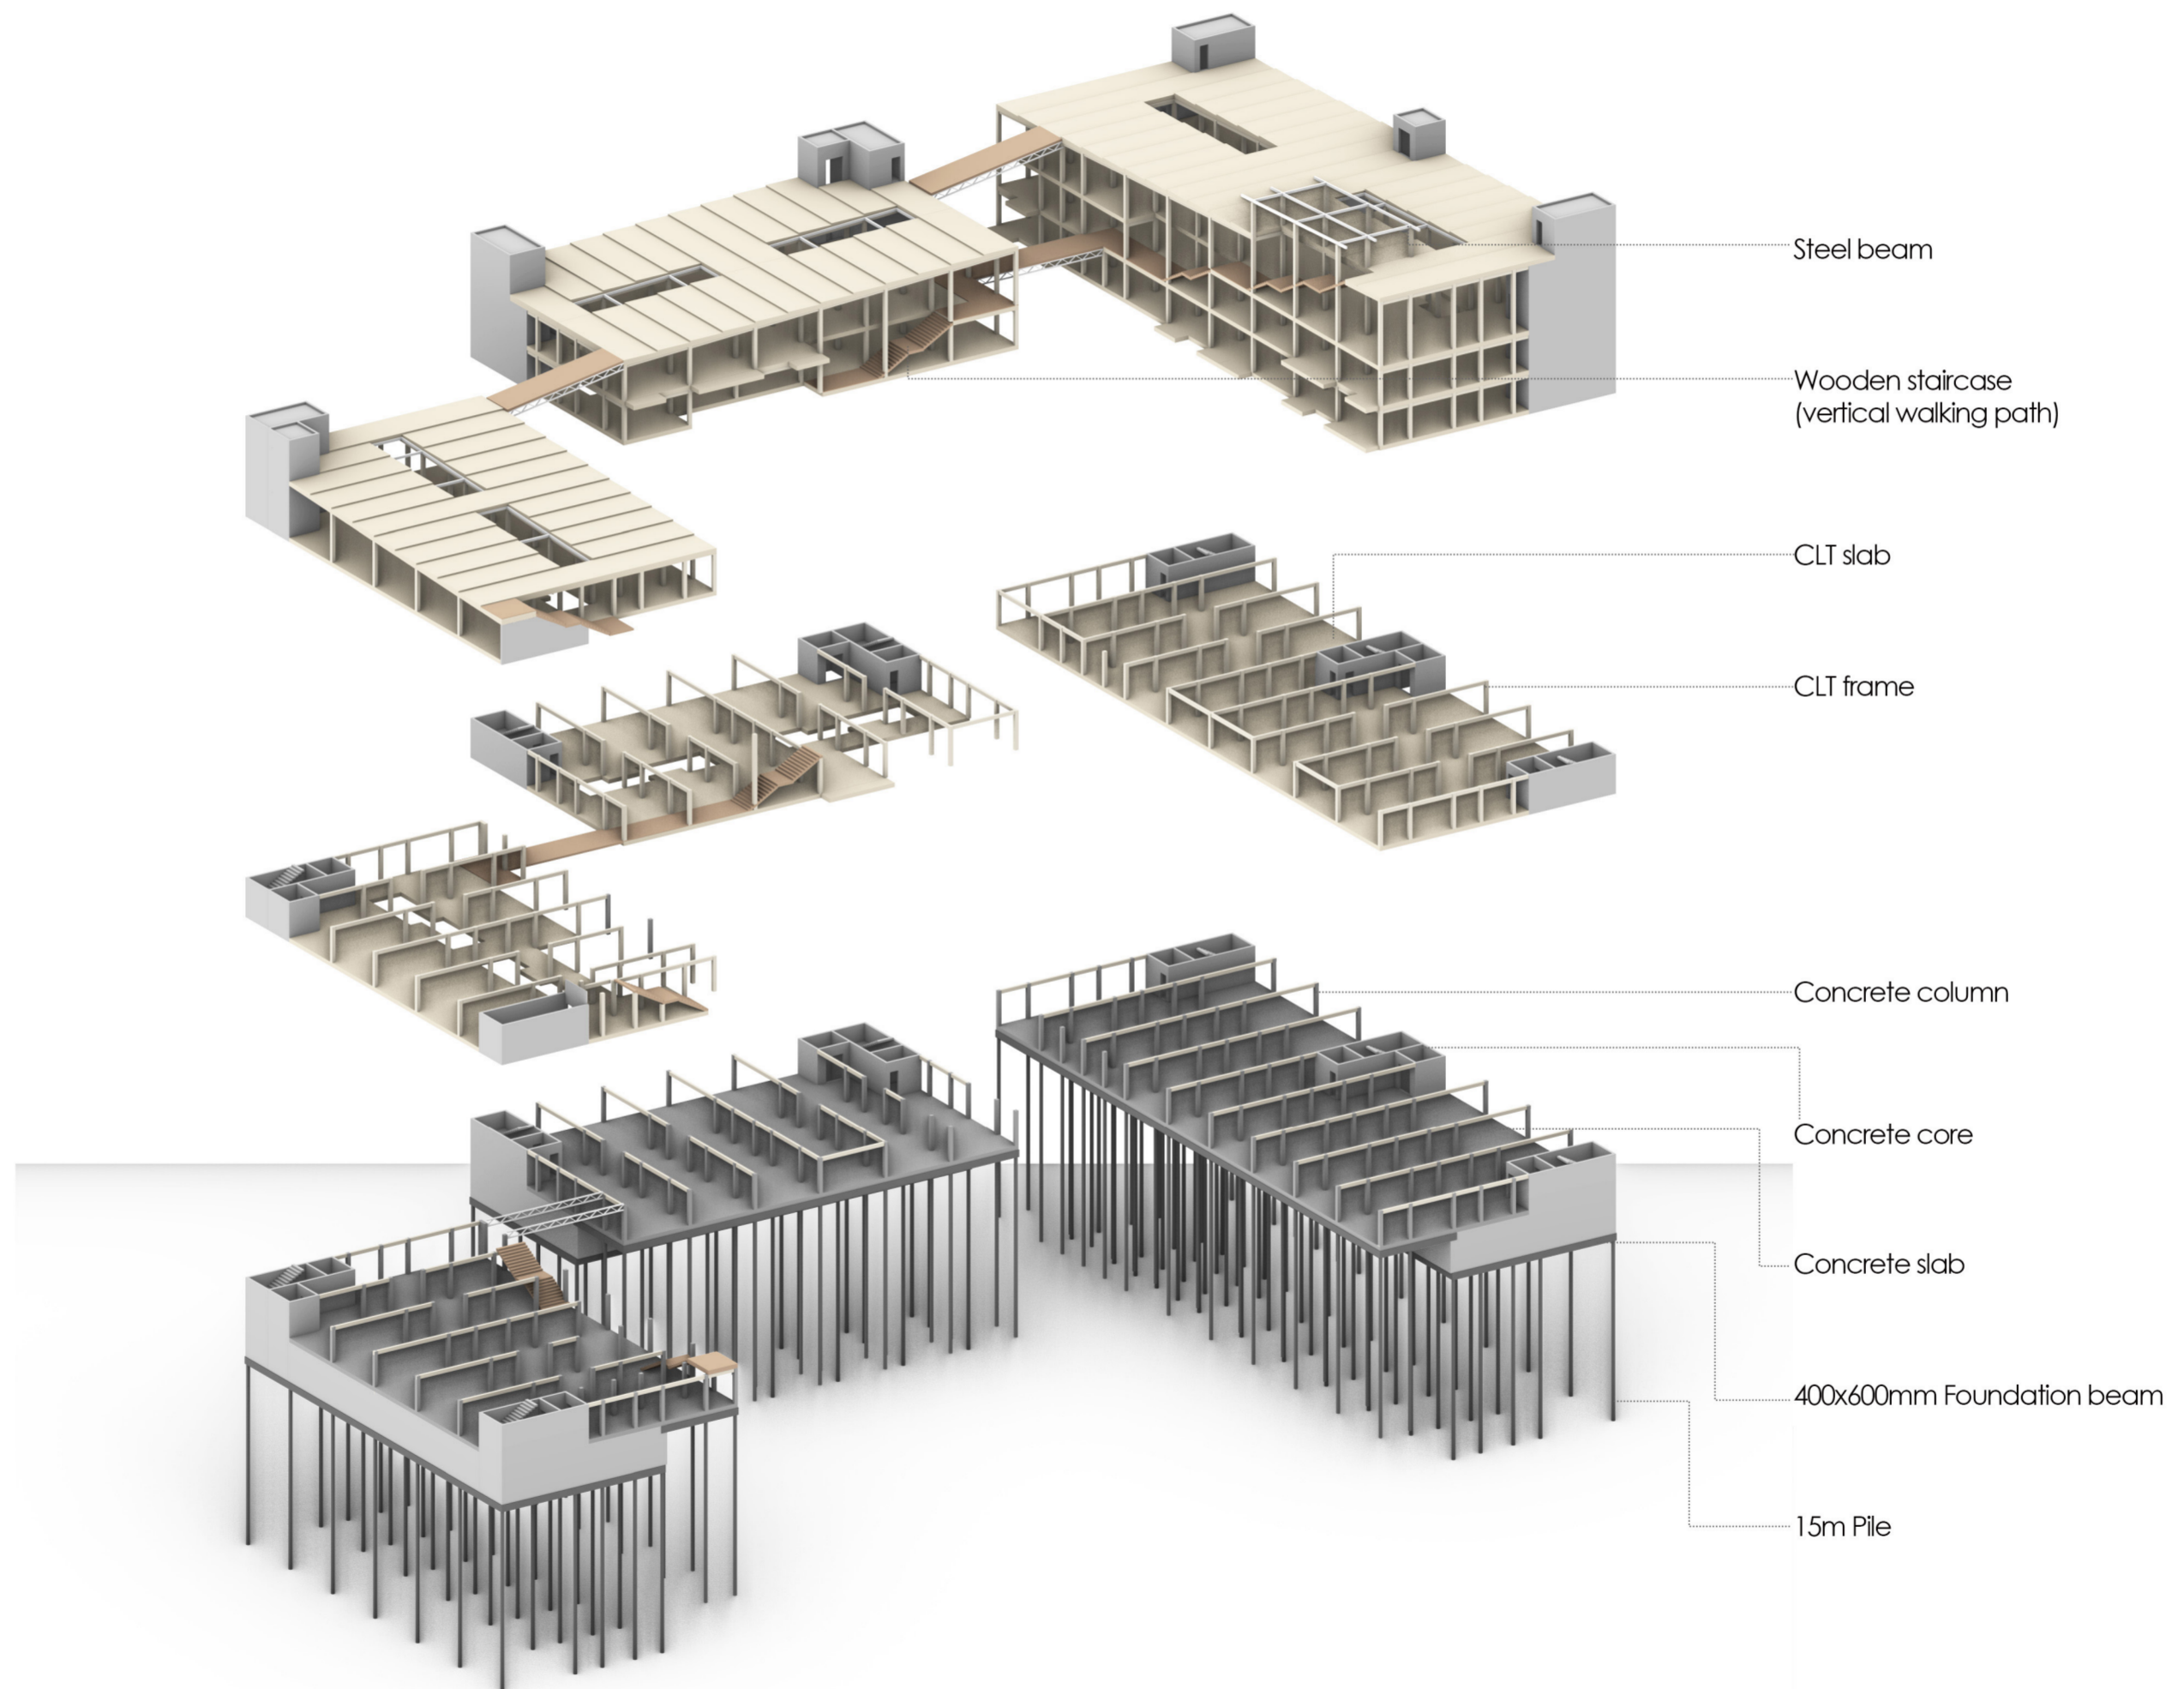 Steel beam
Wooden staircase
(vertical walking path)
CLT slab
CLT frame
Concrete column
Concrete core
Concrete slab
400x600mm Foundation beam
15m Pile